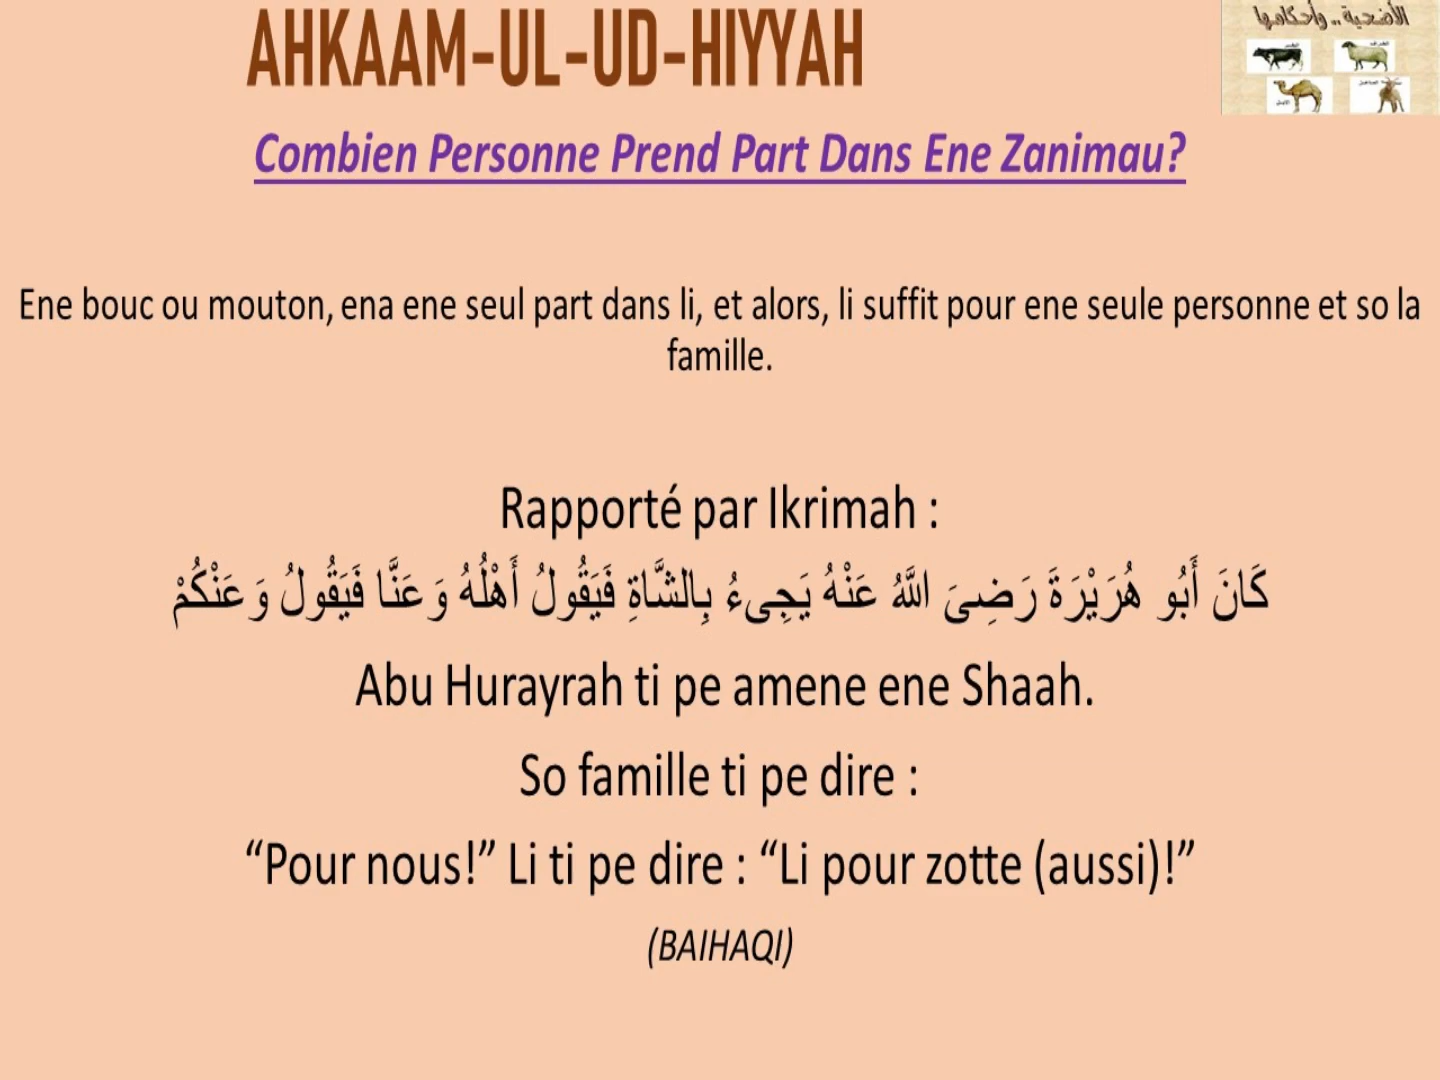 AHKAAM-UL-UD-HIYYAH
الأضحية .. وأحكامها
Combien Personne Prend Part Dans Ene Zanimau?
Ene bouc ou mouton, ena ene seul part dans li, et alors, li suffit pour ene seule personne et so la
famille.
Rapporté par Ikrimah :
كَانَ أَبُو هُرَيْرَةَ رَضِىَ اللَّهُ عَنْهُ يَجِىءُ بِالشَّاةِ فَيَقُولُ أَهْلُهُ وَعَنَّا فَيَقُولُ وَعَنْكُمْ
Abu Hurayrah ti pe amene ene Shaah.
So famille ti pe dire :
“Pour nous!” Li ti pe dire : “Li pour zotte (aussi)!”
(BAIHAQI)